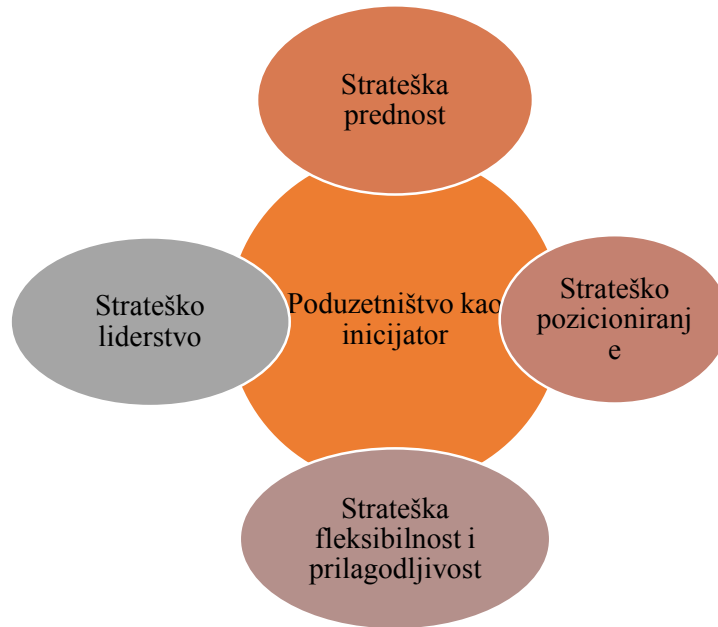 Strateška
prednost
Strateško
liderstvo
Poduzetništvo kao
inicijator
Strateško
pozicioniranj
e
Strateška
fleksibilnost i
prilagodljivost